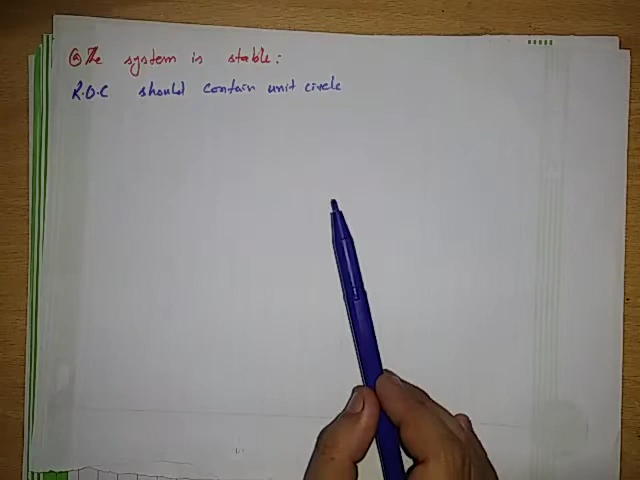 ⓐ The system is stable:
R.O.C should contain unit circle